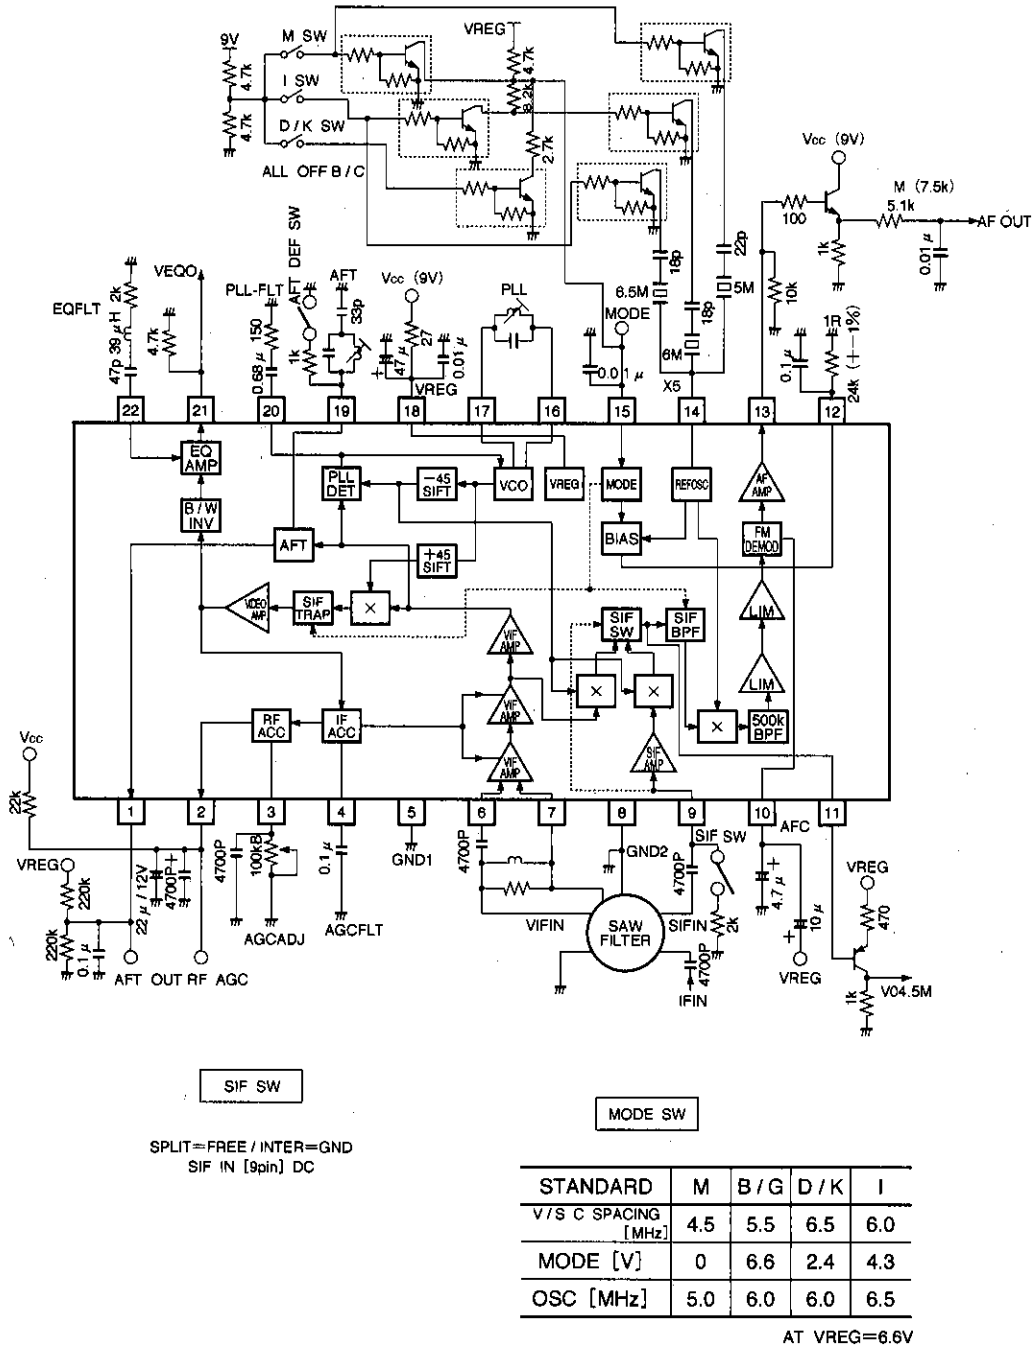 M SW
VREG
9V
4.7k
I SW
4.7k
8.2k
4.7k
D/K SW
2.7k
ALL OFF B/C
Vcc (9V)
M (7.5k)
100
5.1k
AF OUT
1k
0.01μ
18p
22p
6.5M
5M
10k
18p
6M
X5
0.1μ
1R
24k (+−1%)
VEQO
EQFLT
2k
39μH
47p
4.7k
PLL-FLT
150
0.68μ
AFT DEF SW
1k
AFT
33p
Vcc (9V)
47μ
+
27
0.01μ
VREG
PLL
MODE
0.01μ
22
21
20
19
18
17
16
15
14
13
12
EQ AMP
B/W INV
PLL DET
−45 SIFT
VCO
VREG
MODE
REFOSC
AF AMP
AFT
+45 SIFT
BIAS
FM DEMOD
VIDEO AMP
SIF TRAP
×
VIF AMP
SIF SW
SIF BPF
LIM
×
×
VIF AMP
LIM
RF ACC
IF ACC
×
500k BPF
VIF AMP
SIF AMP
1
2
3
4
5
6
7
8
9
10
11
Vcc
22k
VREG
220k
220k
0.1μ
22μ/12V
4700P
+
AFT OUT
RF AGC
4700P
100kB
AGCADJ
0.1μ
AGCFLT
GND1
4700P
VIFIN
GND2
SAW FILTER
4700P
SIFIN
SIF SW
2k
4700P
IFIN
AFC
4.7μ
+
10μ
+
VREG
VREG
470
1k
V04.5M
SIF SW
SPLIT=FREE/INTER=GND
SIF IN [9pin] DC
MODE SW
STANDARD M B/G D/K I
V/S C SPACING [MHz] 4.5 5.5 6.5 6.0
MODE [V] 0 6.6 2.4 4.3
OSC [MHz] 5.0 6.0 6.0 6.5
AT VREG=6.6V